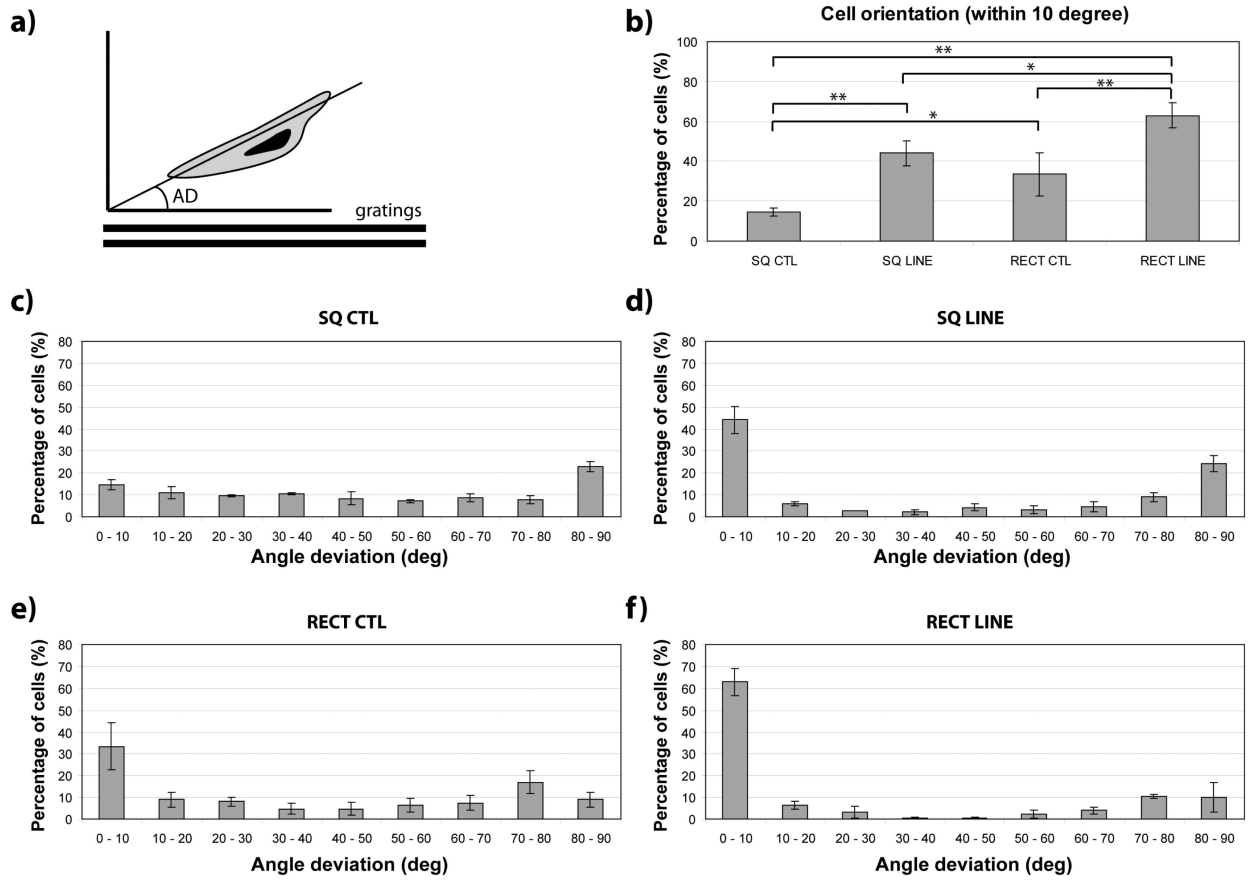 a)
AD
gratings
b)
Cell orientation (within 10 degree)
Percentage of cells (%)
100
80
60
40
20
0
**
*
**
**
*
SQ CTL
SQ LINE
RECT CTL
RECT LINE
c)
SQ CTL
Percentage of cells (%)
80
70
60
50
40
30
20
10
0
0 - 10
10 - 20
20 - 30
30 - 40
40 - 50
50 - 60
60 - 70
70 - 80
80 - 90
Angle deviation (deg)
d)
SQ LINE
Percentage of cells (%)
80
70
60
50
40
30
20
10
0
0 - 10
10 - 20
20 - 30
30 - 40
40 - 50
50 - 60
60 - 70
70 - 80
80 - 90
Angle deviation (deg)
e)
RECT CTL
Percentage of cells (%)
80
70
60
50
40
30
20
10
0
0 - 10
10 - 20
20 - 30
30 - 40
40 - 50
50 - 60
60 - 70
70 - 80
80 - 90
Angle deviation (deg)
f)
RECT LINE
Percentage of cells (%)
80
70
60
50
40
30
20
10
0
0 - 10
10 - 20
20 - 30
30 - 40
40 - 50
50 - 60
60 - 70
70 - 80
80 - 90
Angle deviation (deg)